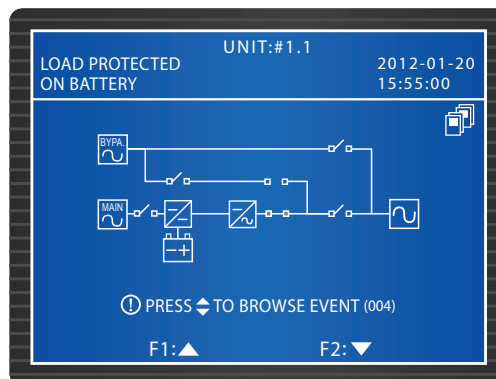 UNIT:#1.1
LOAD PROTECTED
ON BATTERY
2012-01-20
15:55:00
BYPA.
MAIN
PRESS TO BROWSE EVENT (004)
F1:
F2: